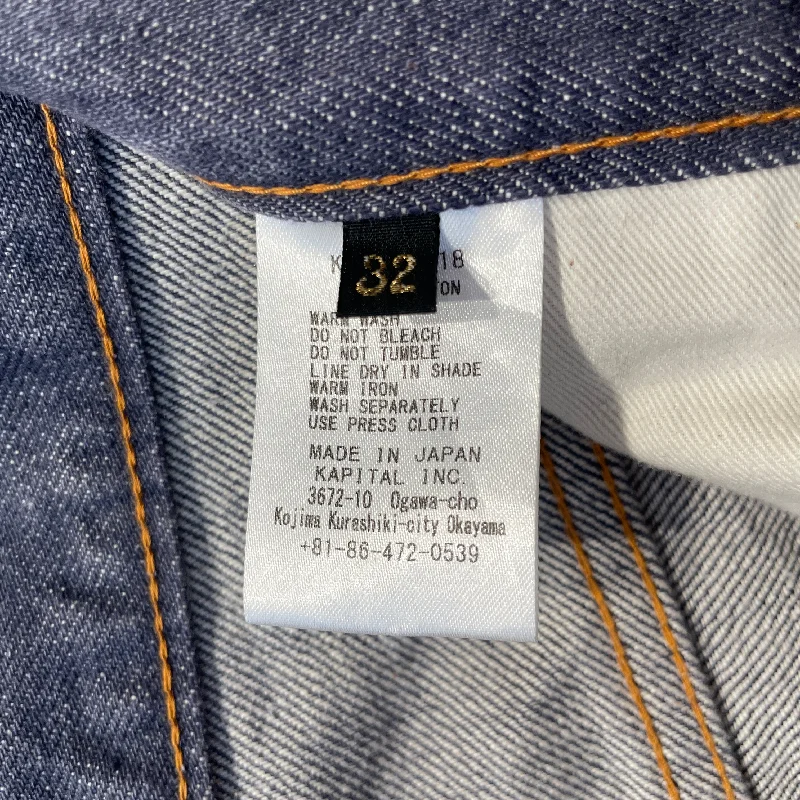 32
18
WARM WASH
DO NOT BLEACH
DO NOT TUMBLE
LINE DRY IN SHADE
WARM IRON
WASH SEPARATELY
USE PRESS CLOTH
MADE IN JAPAN
KAPITAL INC.
3672-10 Ogawa-cho
Kojima Kurashiki-city Okayama
+81-86-472-0539